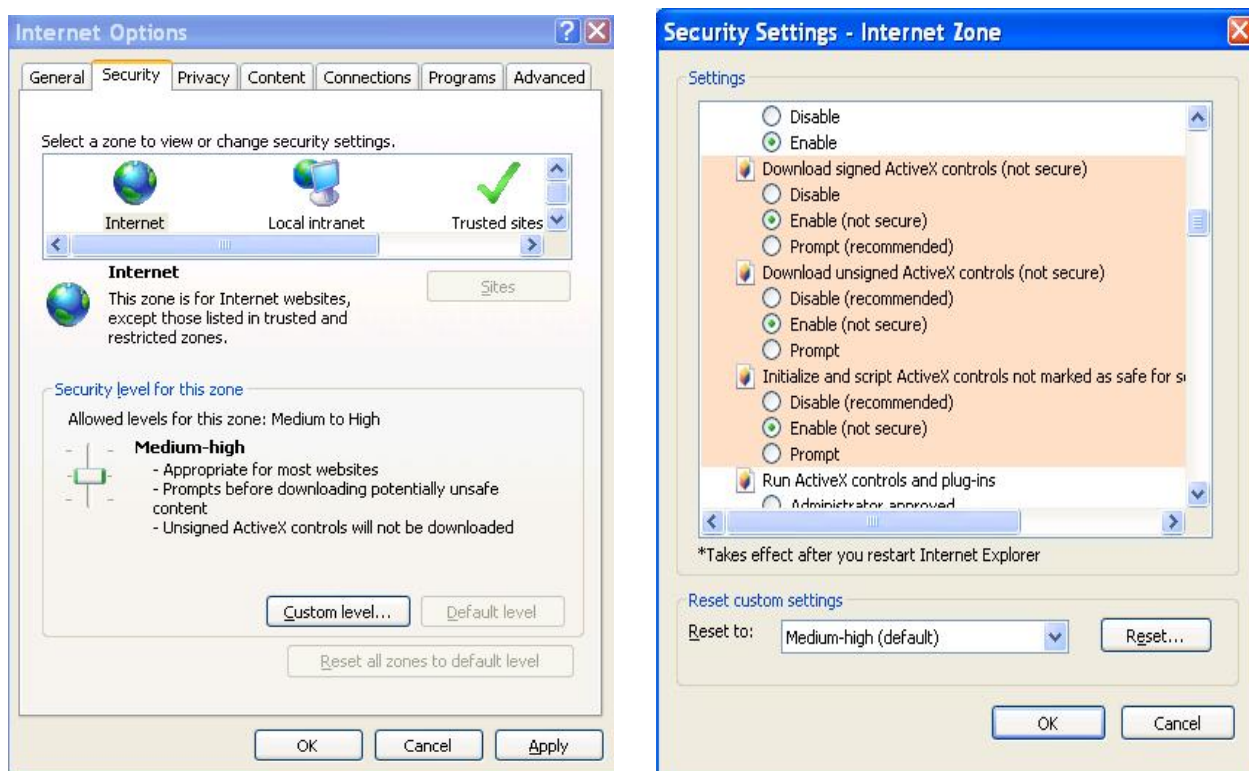 Internet Options
General Security Privacy Content Connections Programs Advanced
Select a zone to view or change security settings.
Internet Local intranet Trusted sites
Internet
Sites
This zone is for Internet websites,
except those listed in trusted and
restricted zones.
Security level for this zone
Allowed levels for this zone: Medium to High
Medium-high
- Appropriate for most websites
- Prompts before downloading potentially unsafe
content
- Unsigned ActiveX controls will not be downloaded
Custom level... Default level
Reset all zones to default level
OK Cancel Apply
Security Settings - Internet Zone
Settings
Disable
Enable
Download signed ActiveX controls (not secure)
Disable
Enable (not secure)
Prompt (recommended)
Download unsigned ActiveX controls (not secure)
Disable (recommended)
Enable (not secure)
Prompt
Initialize and script ActiveX controls not marked as safe for
Disable (recommended)
Enable (not secure)
Prompt
Run ActiveX controls and plug-ins
Administrator approved
*Takes effect after you restart Internet Explorer
Reset custom settings
Reset to: Medium-high (default) Reset...
OK Cancel